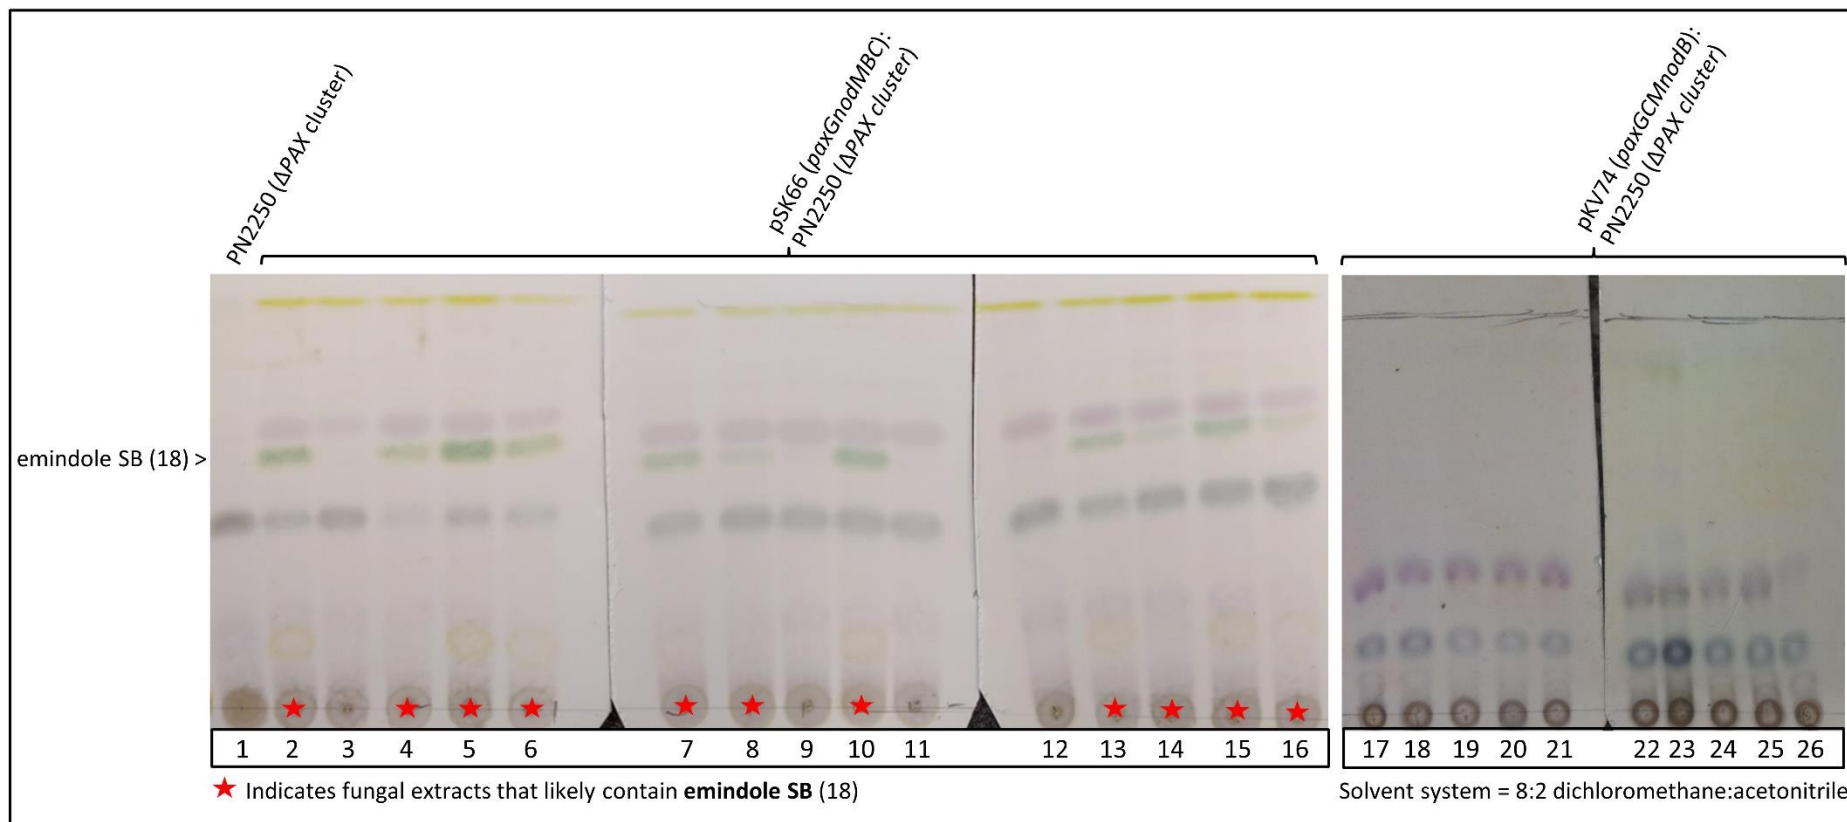 PN2250 (ΔPAX cluster)
pSK66 (paxGnodMBC):
PN2250 (ΔPAX cluster)
pKV74 (paxGCMnodB):
PN2250 (ΔPAX cluster)
emindole SB (18) >
1 2 3 4 5 6 7 8 9 10 11 12 13 14 15 16 17 18 19 20 21 22 23 24 25 26
★ Indicates fungal extracts that likely contain emindole SB (18)
Solvent system = 8:2 dichloromethane:acetonitrile